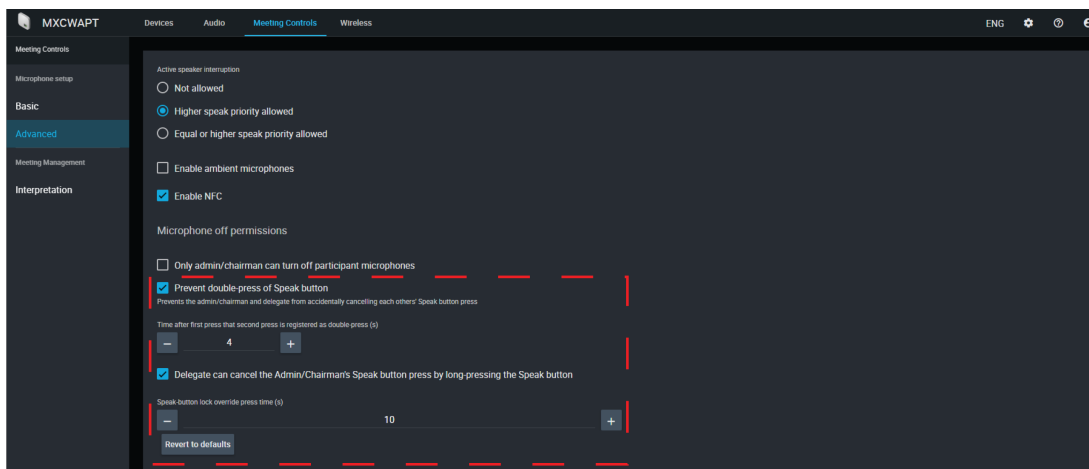 MXCWAPT Devices Audio Meeting Controls Wireless ENG
Meeting Controls
Microphone setup
Basic
Advanced
Meeting Management
Interpretation
Active speaker interruption
Not allowed
Higher speak priority allowed
Equal or higher speak priority allowed
Enable ambient microphones
Enable NFC
Microphone off permissions
Only admin/chairman can turn off participant microphones
Prevent double-press of Speak button
Prevents the admin/chairman and delegate from accidentally cancelling each others' Speak button press
Time after first press that second press is registered as double-press (s)
− 4 +
Delegate can cancel the Admin/Chairman's Speak button press by long-pressing the Speak button
Speak-button lock override press time (s)
− 10 +
Revert to defaults